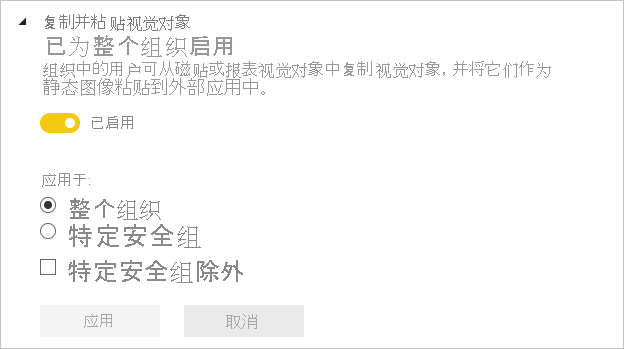 复制并粘贴视觉对象
已为整个组织启用
组织中的用户可从磁贴或报表视觉对象中复制视觉对象, 并将它们作为
静态图像粘贴到外部应用中。
已启用
应用于:
整个组织
特定安全组
特定安全组除外
应用 取消